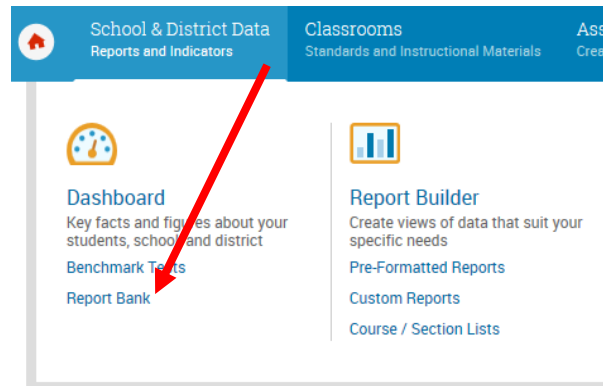 School & District Data
Reports and Indicators
Classrooms
Standards and Instructional Materials
Ass
Crea
Dashboard
Key facts and figures about your
students, school and district
Benchmark Tests
Report Bank
Report Builder
Create views of data that suit your
specific needs
Pre-Formatted Reports
Custom Reports
Course / Section Lists